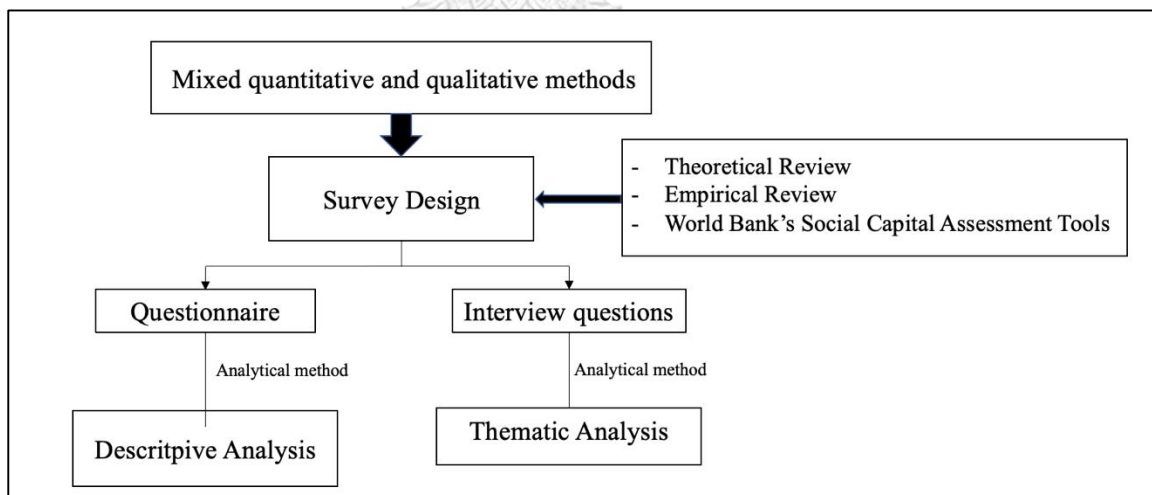 Mixed quantitative and qualitative methods
Survey Design
- Theoretical Review
- Empirical Review
- World Bank’s Social Capital Assessment Tools
Questionnaire
Interview questions
Analytical method
Analytical method
Descritpive Analysis
Thematic Analysis